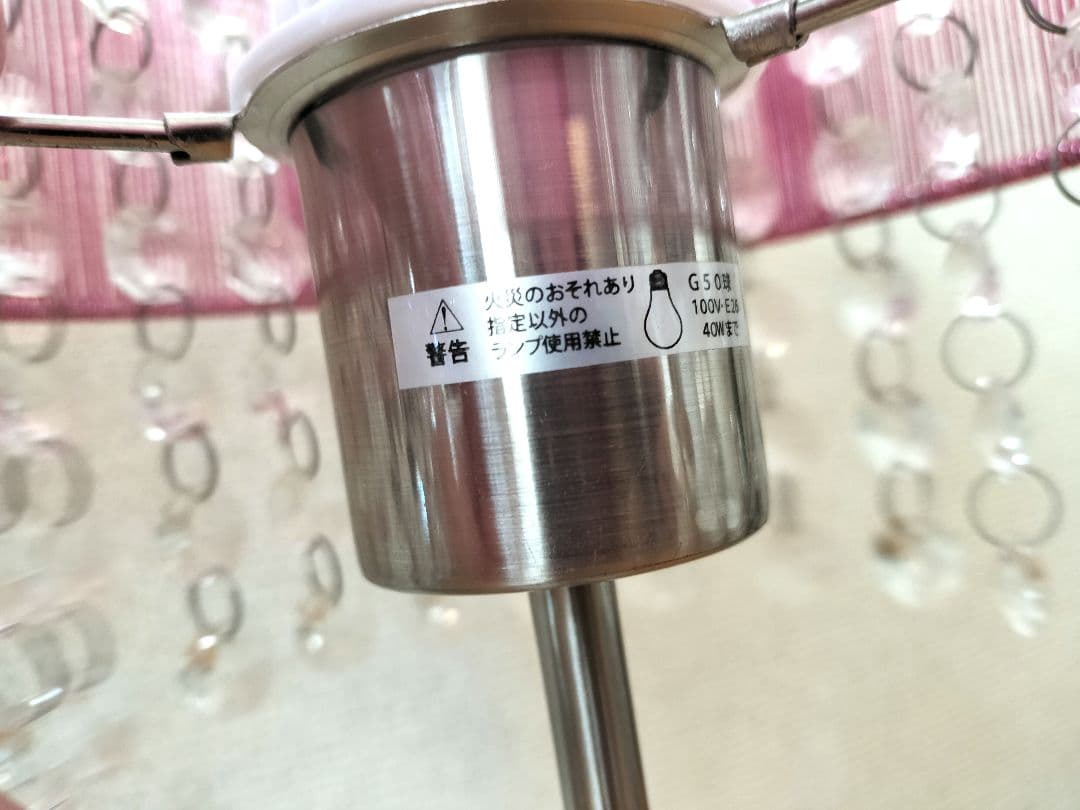 警告
火災のおそれあり
指定以外の
ランプ使用禁止
G50球
100V·E26
40Wまで